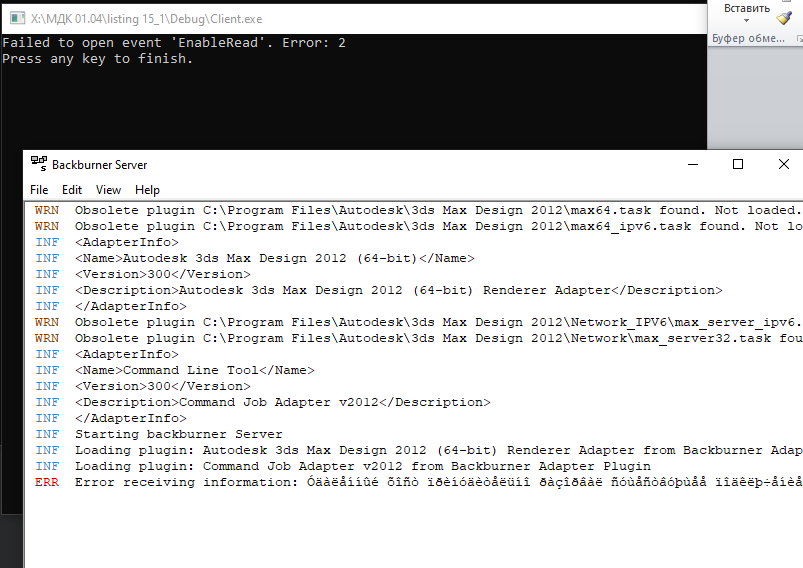 X:\МДК 01.04\listing 15_1\Debug\Client.exe
Вставить
Буфер обме...
Failed to open event 'EnableRead'. Error: 2
Press any key to finish.
Backburner Server
File Edit View Help
WRN Obsolete plugin C:\Program Files\Autodesk\3ds Max Design 2012\max64.task found. Not loaded.
WRN Obsolete plugin C:\Program Files\Autodesk\3ds Max Design 2012\max64_ipv6.task found. Not lo
INF <AdapterInfo>
INF <Name>Autodesk 3ds Max Design 2012 (64-bit)</Name>
INF <Version>300</Version>
INF <Description>Autodesk 3ds Max Design 2012 (64-bit) Renderer Adapter</Description>
INF </AdapterInfo>
WRN Obsolete plugin C:\Program Files\Autodesk\3ds Max Design 2012\Network_IPV6\max_server_ipv6.
WRN Obsolete plugin C:\Program Files\Autodesk\3ds Max Design 2012\Network\max_server32.task fou
INF <AdapterInfo>
INF <Name>Command Line Tool</Name>
INF <Version>300</Version>
INF <Description>Command Job Adapter v2012</Description>
INF </AdapterInfo>
INF Starting backburner Server
INF Loading plugin: Autodesk 3ds Max Design 2012 (64-bit) Renderer Adapter from Backburner Adap
INF Loading plugin: Command Job Adapter v2012 from Backburner Adapter Plugin
ERR Error receiving information: Óäàëåííûé õîñò ïðèíóäèòåëüíî ðàçîðâàë ñóùåñòâóþùåå ïîäêëþ÷åíèå